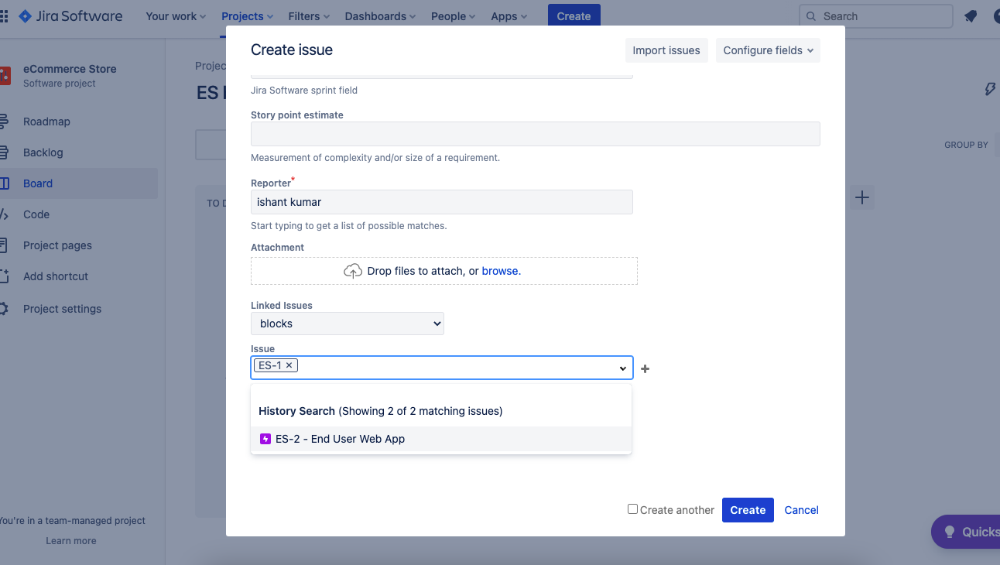 Jira Software Your work Projects Filters Dashboards People Apps Create Search
Create issue
Import issues Configure fields
eCommerce Store
Software project
Roadmap
Backlog
Board
Code
Project pages
Add shortcut
Project settings
You're in a team-managed project
Learn more
ES
TO
GROUP BY
Jira Software sprint field
Story point estimate
Measurement of complexity and/or size of a requirement.
Reporter*
ishant kumar
Start typing to get a list of possible matches.
Attachment
Drop files to attach, or browse.
Linked Issues
blocks
Issue
ES-1 ×
History Search (Showing 2 of 2 matching issues)
ES-2 - End User Web App
Create another Create Cancel